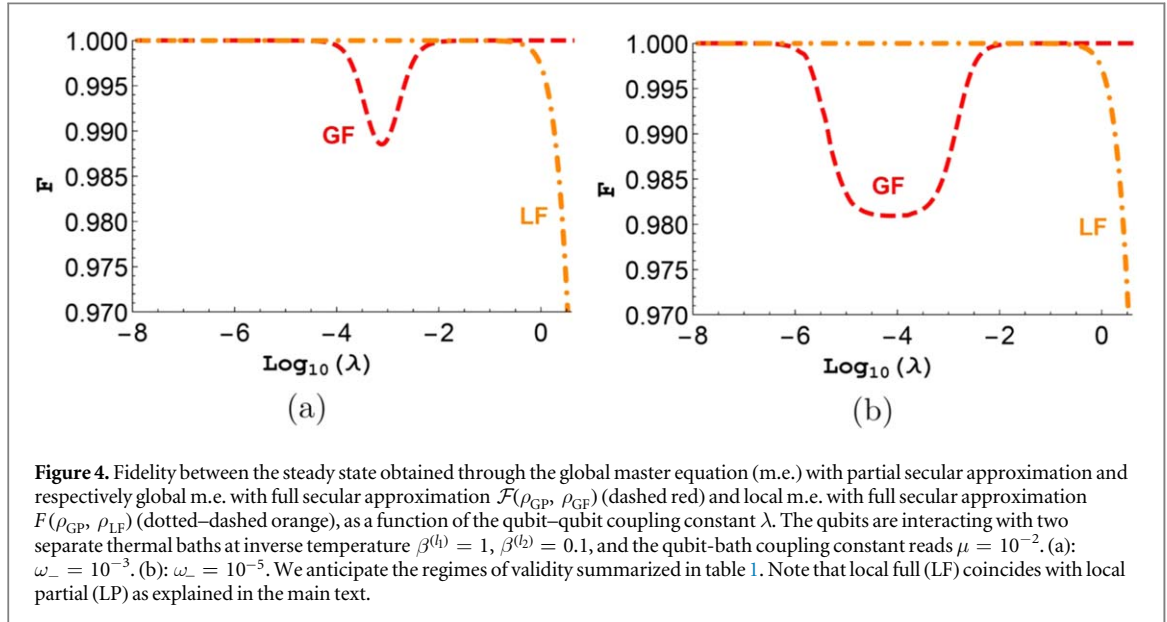 1.000
0.995
0.990
0.985
0.980
0.975
0.970
F
GF
LF
−8 −6 −4 −2 0
Log₁₀ (λ)
(a)
1.000
0.995
0.990
0.985
0.980
0.975
0.970
F
GF
LF
−8 −6 −4 −2 0
Log₁₀ (λ)
(b)
Figure 4. Fidelity between the steady state obtained through the global master equation (m.e.) with partial secular approximation and
respectively global m.e. with full secular approximation ℱ(ρGP, ρGF) (dashed red) and local m.e. with full secular approximation
F(ρGP, ρLF) (dotted–dashed orange), as a function of the qubit–qubit coupling constant λ. The qubits are interacting with two
separate thermal baths at inverse temperature β⁽ˡ¹⁾ = 1, β⁽ˡ²⁾ = 0.1, and the qubit-bath coupling constant reads μ = 10⁻². (a):
ω₋ = 10⁻³. (b): ω₋ = 10⁻⁵. We anticipate the regimes of validity summarized in table 1. Note that local full (LF) coincides with local
partial (LP) as explained in the main text.